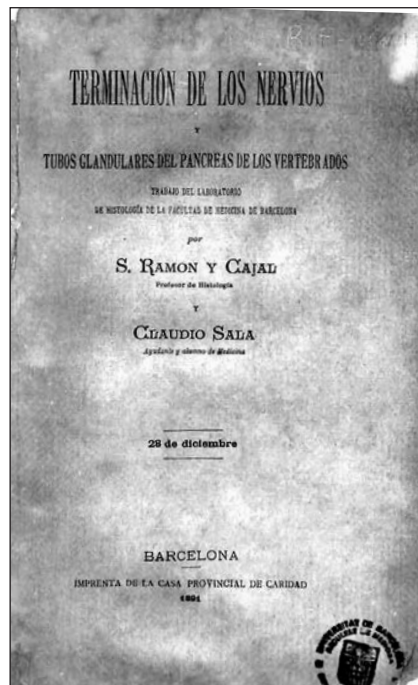 TERMINACIÓN DE LOS NERVIOS
Y
TUBOS GLANDULARES DEL PANCREAS DE LOS VERTEBRADOS
TRABAJO DEL LABORATORIO
DE HISTOLOGÍA DE LA FACULTAD DE MEDICINA DE BARCELONA
por
S. RAMON Y CAJAL
Profesor de Histología
Y
CLAUDIO SALA
Ayudante y alumno de Medicina
28 de diciembre
BARCELONA
IMPRENTA DE LA CASA PROVINCIAL DE CARIDAD
1891